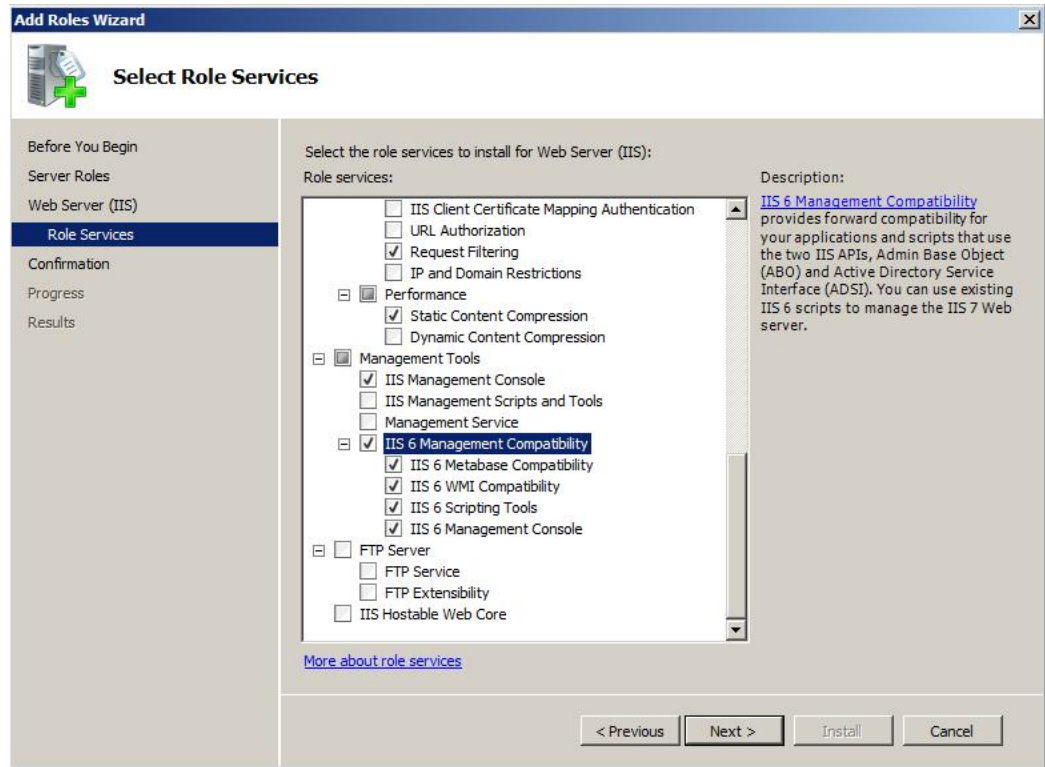 Add Roles Wizard
Select Role Services
Before You Begin
Server Roles
Web Server (IIS)
Role Services
Confirmation
Progress
Results
Select the role services to install for Web Server (IIS):
Role services:
IIS Client Certificate Mapping Authentication
URL Authorization
Request Filtering
IP and Domain Restrictions
Performance
Static Content Compression
Dynamic Content Compression
Management Tools
IIS Management Console
IIS Management Scripts and Tools
Management Service
IIS 6 Management Compatibility
IIS 6 Metabase Compatibility
IIS 6 WMI Compatibility
IIS 6 Scripting Tools
IIS 6 Management Console
FTP Server
FTP Service
FTP Extensibility
IIS Hostable Web Core
More about role services
Description:
IIS 6 Management Compatibility
provides forward compatibility for
your applications and scripts that use
the two IIS APIs, Admin Base Object
(ABO) and Active Directory Service
Interface (ADSI). You can use existing
IIS 6 scripts to manage the IIS 7 Web
server.
< Previous
Next >
Install
Cancel